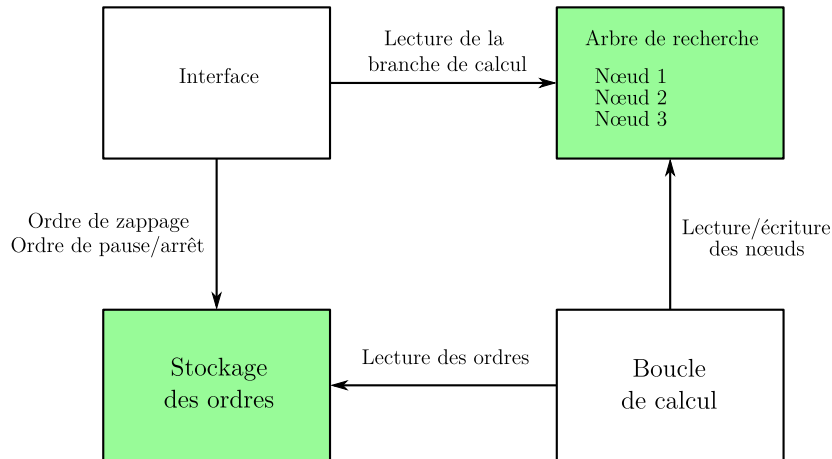 Interface
Lecture de la
branche de calcul
Arbre de recherche
Nœud 1
Nœud 2
Nœud 3
Ordre de zappage
Ordre de pause/arrêt
Lecture/écriture
des nœuds
Stockage
des ordres
Lecture des ordres
Boucle
de calcul